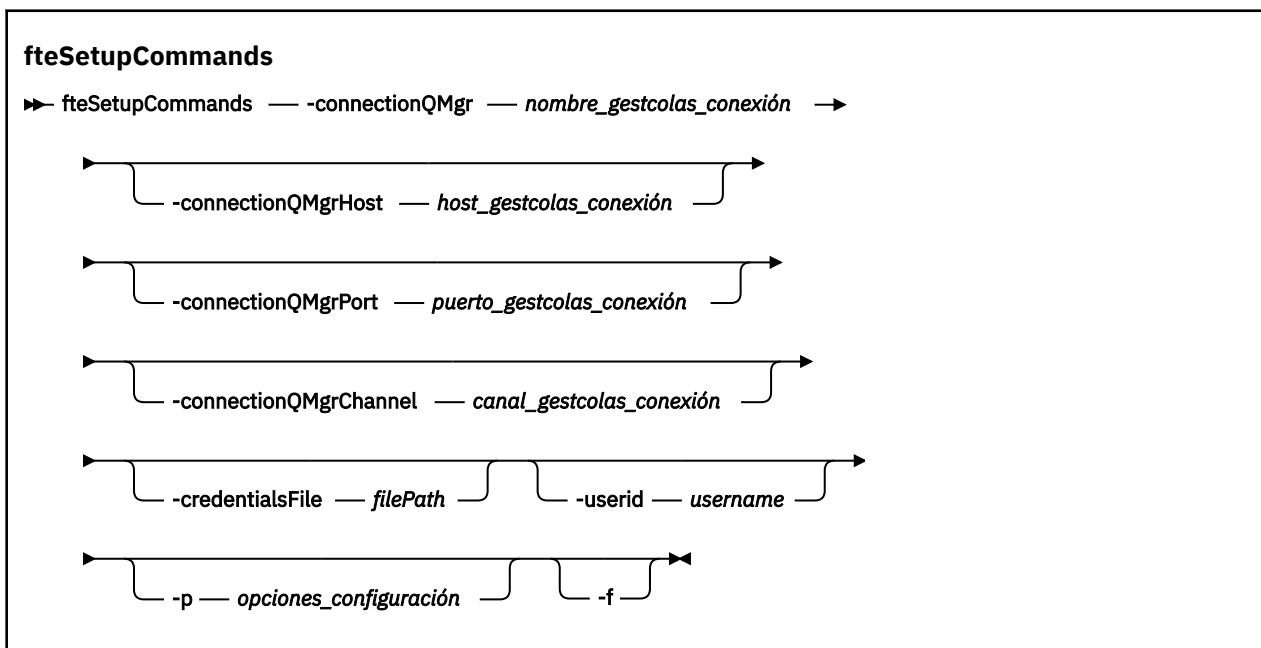 fteSetupCommands
fteSetupCommands -connectionQMgr nombre_gestcolas_conexión
-connectionQMgrHost host_gestcolas_conexión
-connectionQMgrPort puerto_gestcolas_conexión
-connectionQMgrChannel canal_gestcolas_conexión
-credentialsFile filePath -userid username
-p opciones_configuración -f